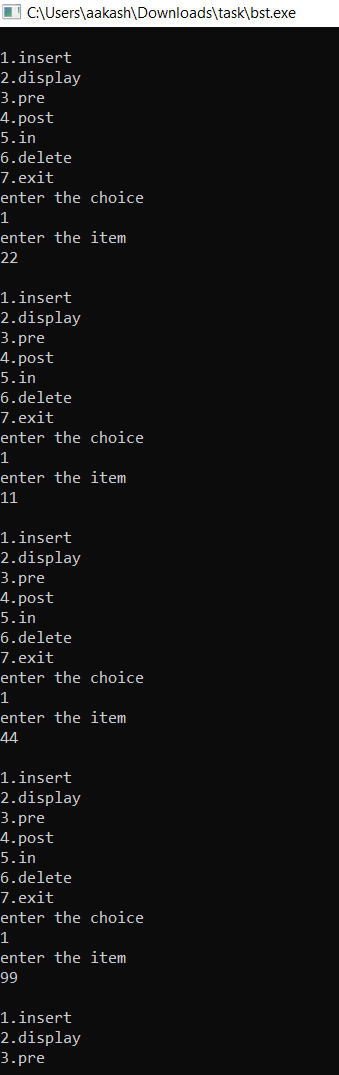 C:\Users\aakash\Downloads\task\bst.exe
1.insert
2.display
3.pre
4.post
5.in
6.delete
7.exit
enter the choice
1
enter the item
22
1.insert
2.display
3.pre
4.post
5.in
6.delete
7.exit
enter the choice
1
enter the item
11
1.insert
2.display
3.pre
4.post
5.in
6.delete
7.exit
enter the choice
1
enter the item
44
1.insert
2.display
3.pre
4.post
5.in
6.delete
7.exit
enter the choice
1
enter the item
99
1.insert
2.display
3.pre